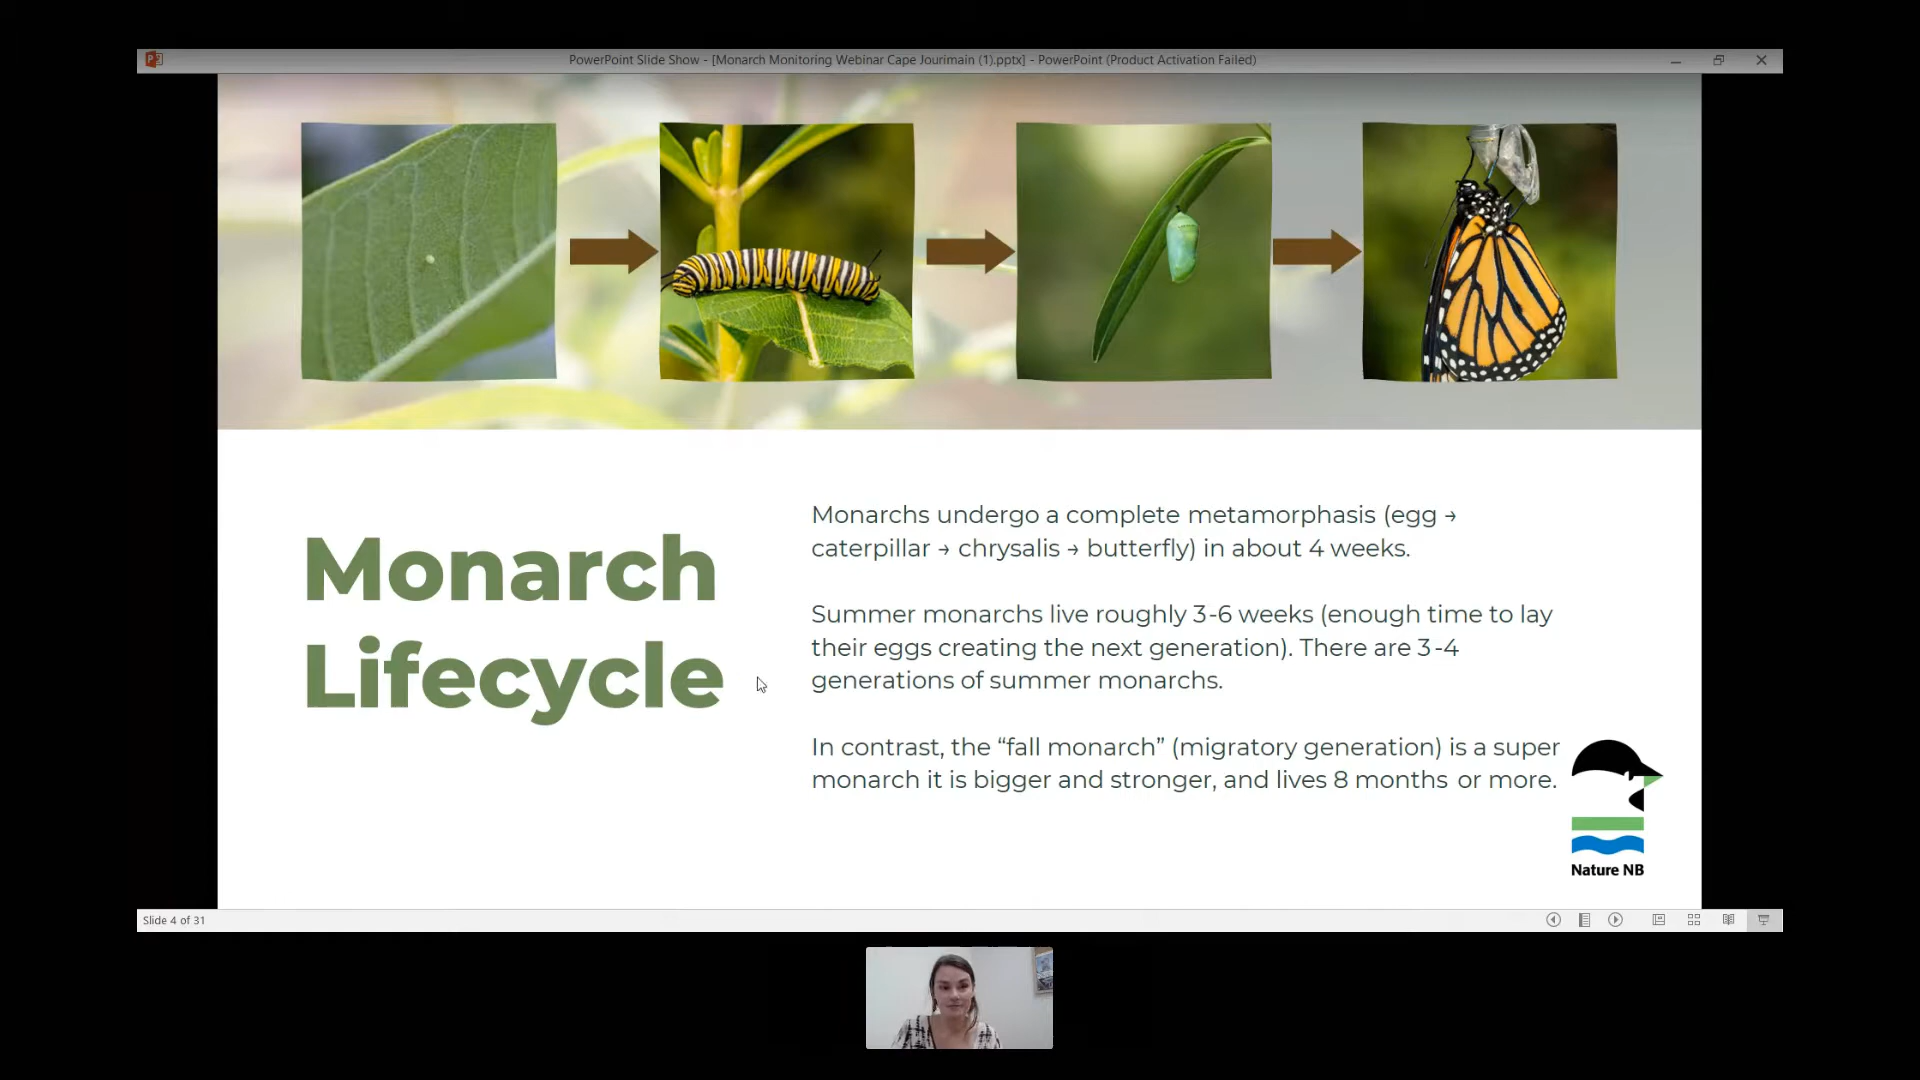 PowerPoint Slide Show - [Monarch Monitoring Webinar Cape Jourimain (1).pptx] - PowerPoint (Product Activation Failed)
Monarch
Lifecycle
Monarchs undergo a complete metamorphasis (egg →
caterpillar → chrysalis → butterfly) in about 4 weeks.
Summer monarchs live roughly 3-6 weeks (enough time to lay
their eggs creating the next generation). There are 3-4
generations of summer monarchs.
In contrast, the “fall monarch” (migratory generation) is a super
monarch it is bigger and stronger, and lives 8 months or more.
Nature NB
Slide 4 of 31